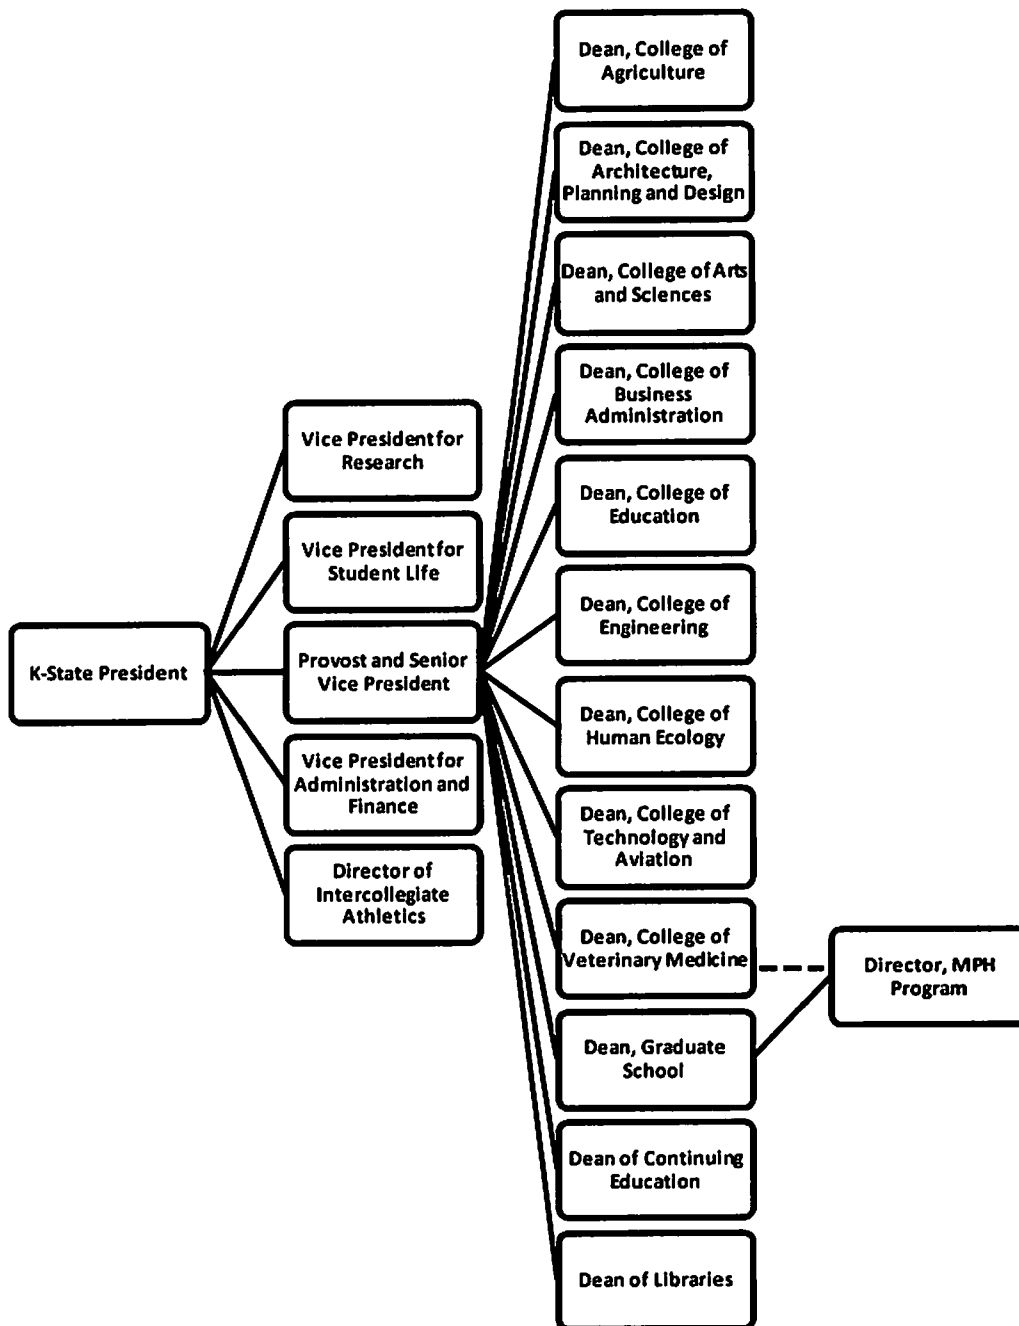 K-State President
Vice President for
Research
Vice President for
Student Life
Provost and Senior
Vice President
Vice President for
Administration and
Finance
Director of
Intercollegiate
Athletics
Dean, College of
Agriculture
Dean, College of
Architecture,
Planning and Design
Dean, College of Arts
and Sciences
Dean, College of
Business
Administration
Dean, College of
Education
Dean, College of
Engineering
Dean, College of
Human Ecology
Dean, College of
Technology and
Aviation
Dean, College of
Veterinary Medicine
Dean, Graduate
School
Dean of Continuing
Education
Dean of Libraries
Director, MPH
Program